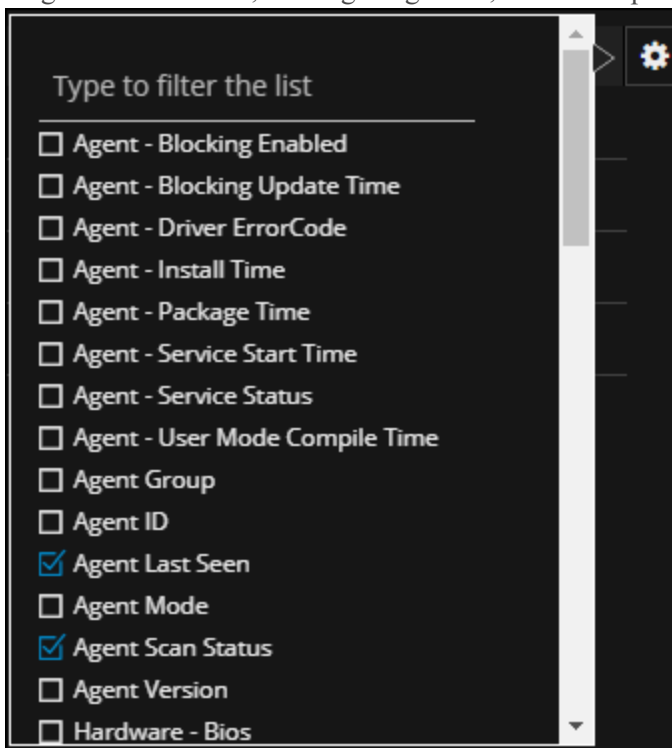 Type to filter the list
Agent - Blocking Enabled
Agent - Blocking Update Time
Agent - Driver ErrorCode
Agent - Install Time
Agent - Package Time
Agent - Service Start Time
Agent - Service Status
Agent - User Mode Compile Time
Agent Group
Agent ID
Agent Last Seen
Agent Mode
Agent Scan Status
Agent Version
Hardware - Bios